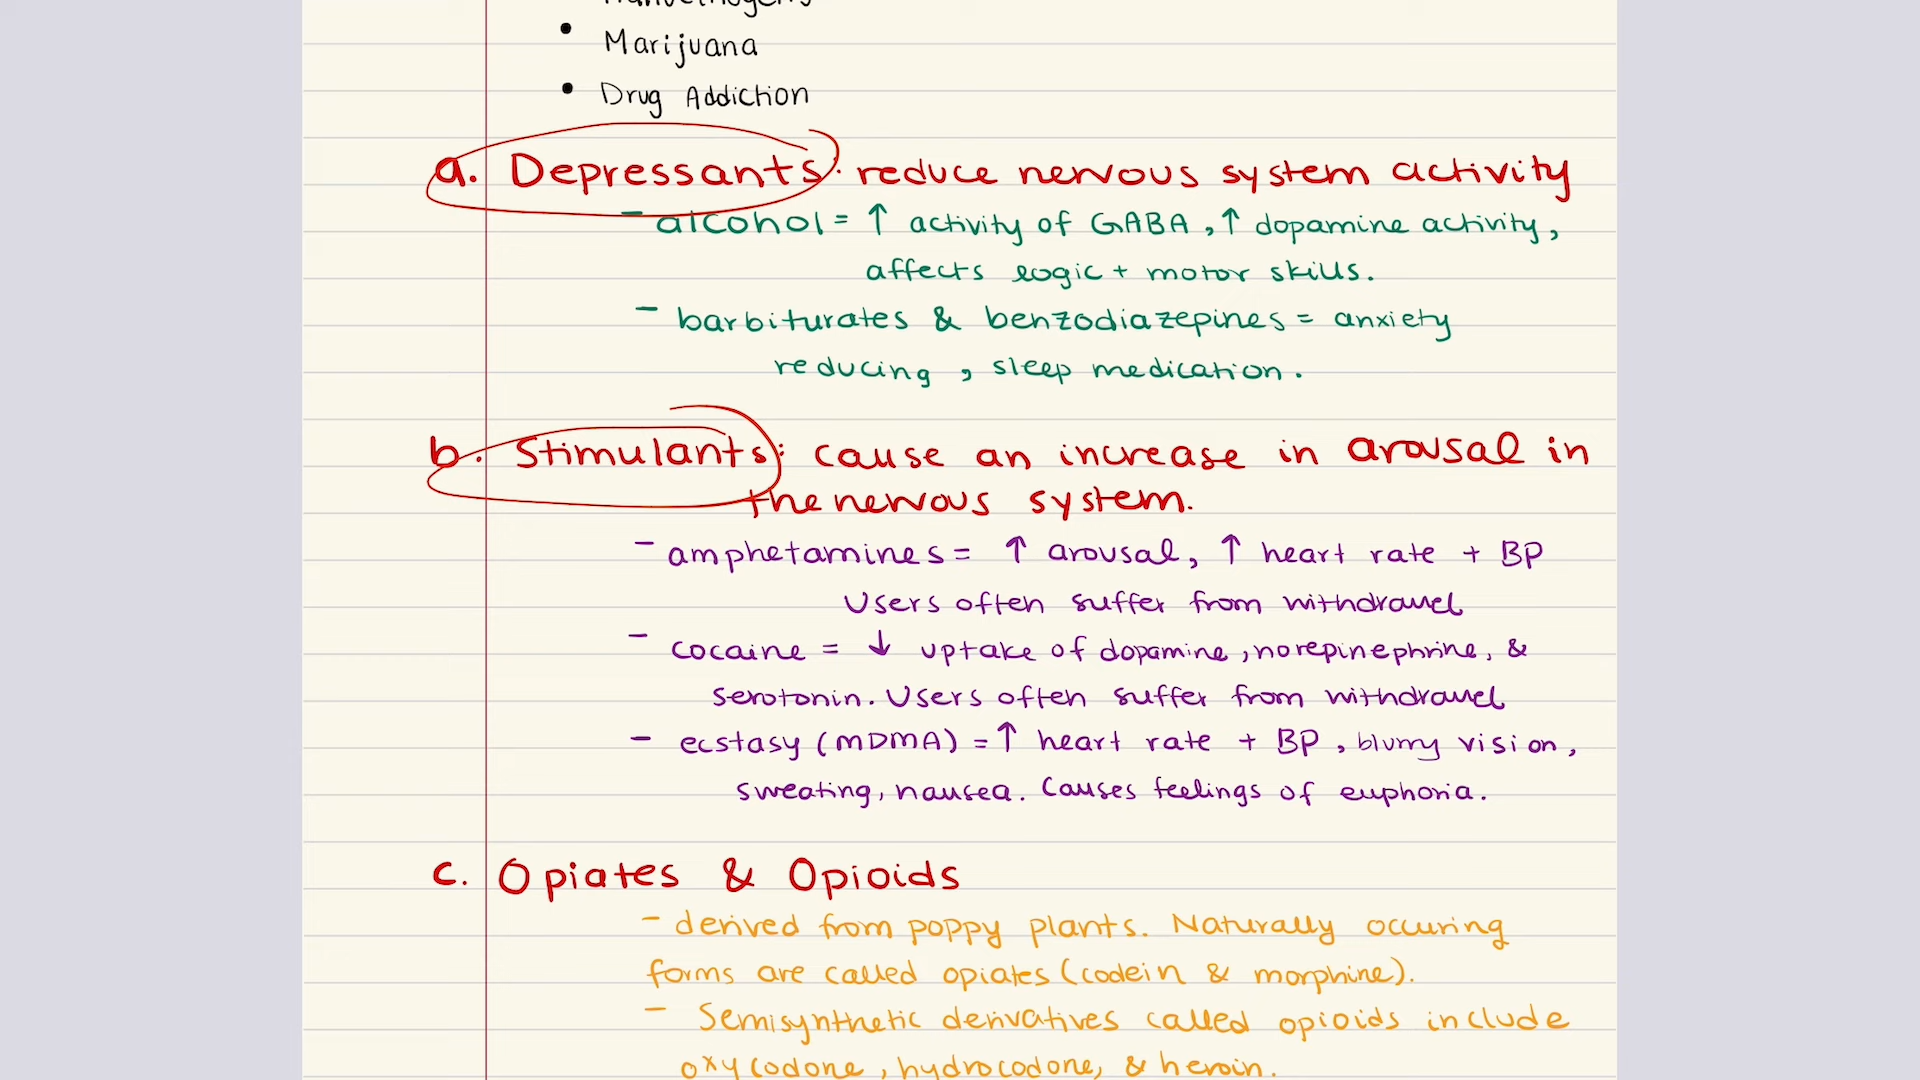 • Marijuana
• Drug Addiction
a. Depressants: reduce nervous system activity
- alcohol = ↑ activity of GABA, ↑ dopamine activity,
affects logic + motor skills.
- barbiturates & benzodiazepines = anxiety
reducing, sleep medication.
b. Stimulants: cause an increase in arousal in
the nervous system.
- amphetamines = ↑ arousal, ↑ heart rate + BP
Users often suffer from withdrawel
- cocaine = ↓ uptake of dopamine, norepinephrine, &
serotonin. Users often suffer from withdrawel
- ecstasy (MDMA) = ↑ heart rate + BP, blurry vision,
sweating, nausea. Causes feelings of euphoria.
c. Opiates & Opioids
- derived from poppy plants. Naturally occuring
forms are called opiates (codein & morphine).
- Semisynthetic derivatives called opioids include
oxycodone, hydrocodone, & heroin.